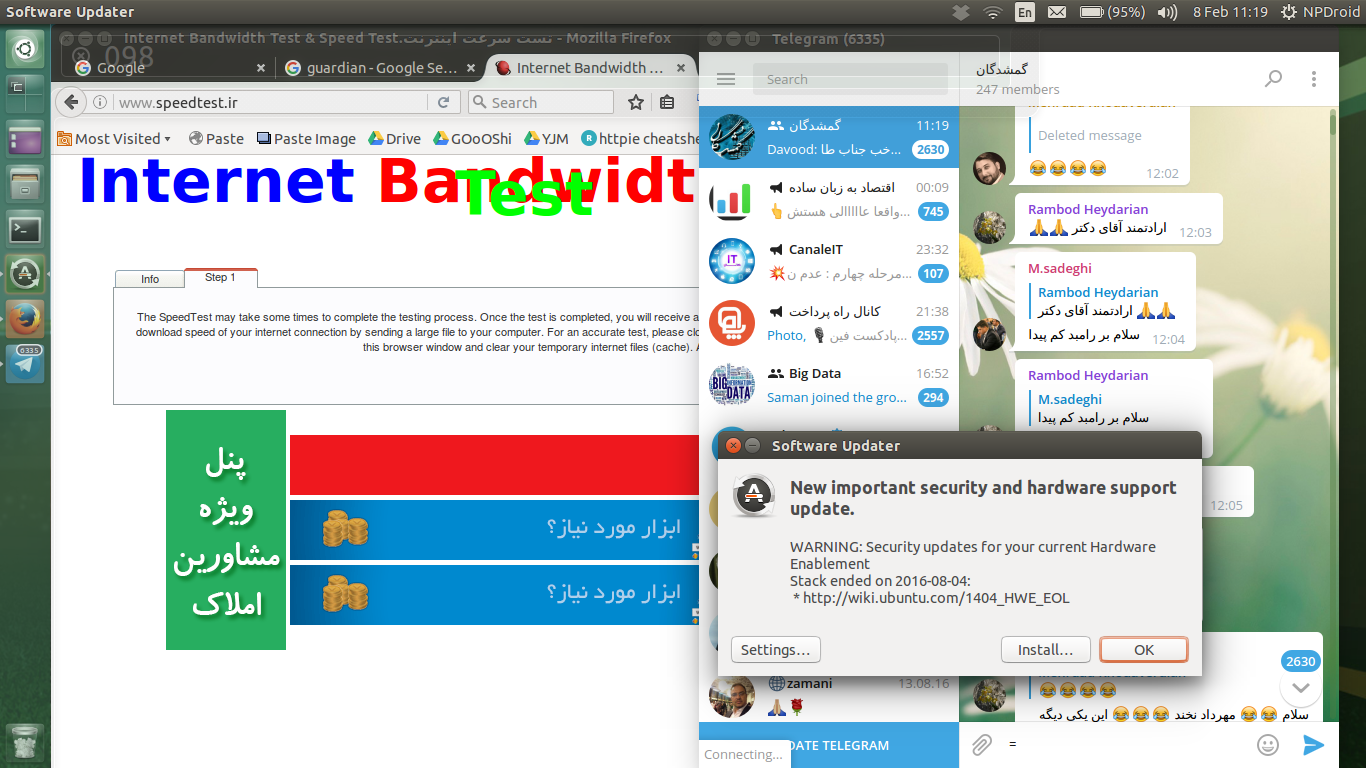 Software Updater
En
(95%)
8 Feb 11:19
NPDroid
Internet Bandwidth Test & Speed Test.تست سرعت اینترنت - Mozilla Firefox
098
Google
guardian - Google Se...
Internet Bandwidth ...
www.speedtest.ir
Search
Most Visited
Paste
Paste Image
Drive
GOoOShi
YJM
httpie cheatshe
Internet Bandwidt
Test
Info
Step 1
The SpeedTest may take some times to complete the testing process. Once the test is completed, you will receive a
download speed of your internet connection by sending a large file to your computer. For an accurate test, please clo
this browser window and clear your temporary internet files (cache). A
پنل
ویژه
مشاورین
املاک
ابزار مورد نیاز؟
ابزار مورد نیاز؟
6335
Telegram (6335)
Search
گمشدگان
11:19
Davood: خب جناب طا...
2630
اقتصاد به زبان ساده
00:09
👆 واقعا عااااالی هستش...
745
CanaleIT
23:32
💥مرحله چهارم : عدم ن...
107
کانال راه پرداخت
21:38
Photo, 🎙پادکست فین...
2557
Big Data
16:52
Saman joined the gro...
294
zamani
13.08.16
🙏🌹
DATE TELEGRAM
Connecting...
گمشدگان
247 members
Deleted message
😂😂😂😂
12:02
Rambod Heydarian
ارادتمند آقای دکتر 🙏🙏
12:03
M.sadeghi
Rambod Heydarian
ارادتمند آقای دکتر 🙏🙏
سلام بر رامبد کم پیدا
12:04
Rambod Heydarian
M.sadeghi
سلام بر رامبد کم پیدا
12:05
2630
😂😂😂😂
سلام 😂😂 مهرداد نخند 😂😂😂 این یکی دیگه
=
Software Updater
New important security and hardware support
update.
WARNING: Security updates for your current Hardware
Enablement
Stack ended on 2016-08-04:
* http://wiki.ubuntu.com/1404_HWE_EOL
Settings...
Install...
OK